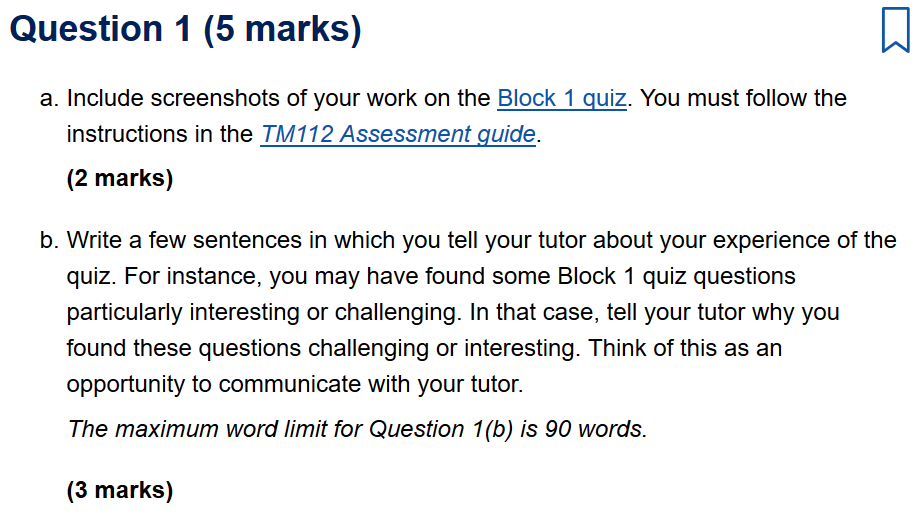 Question 1 (5 marks)
a. Include screenshots of your work on the Block 1 quiz. You must follow the
instructions in the TM112 Assessment guide.
(2 marks)
b. Write a few sentences in which you tell your tutor about your experience of the
quiz. For instance, you may have found some Block 1 quiz questions
particularly interesting or challenging. In that case, tell your tutor why you
found these questions challenging or interesting. Think of this as an
opportunity to communicate with your tutor.
The maximum word limit for Question 1(b) is 90 words.
(3 marks)